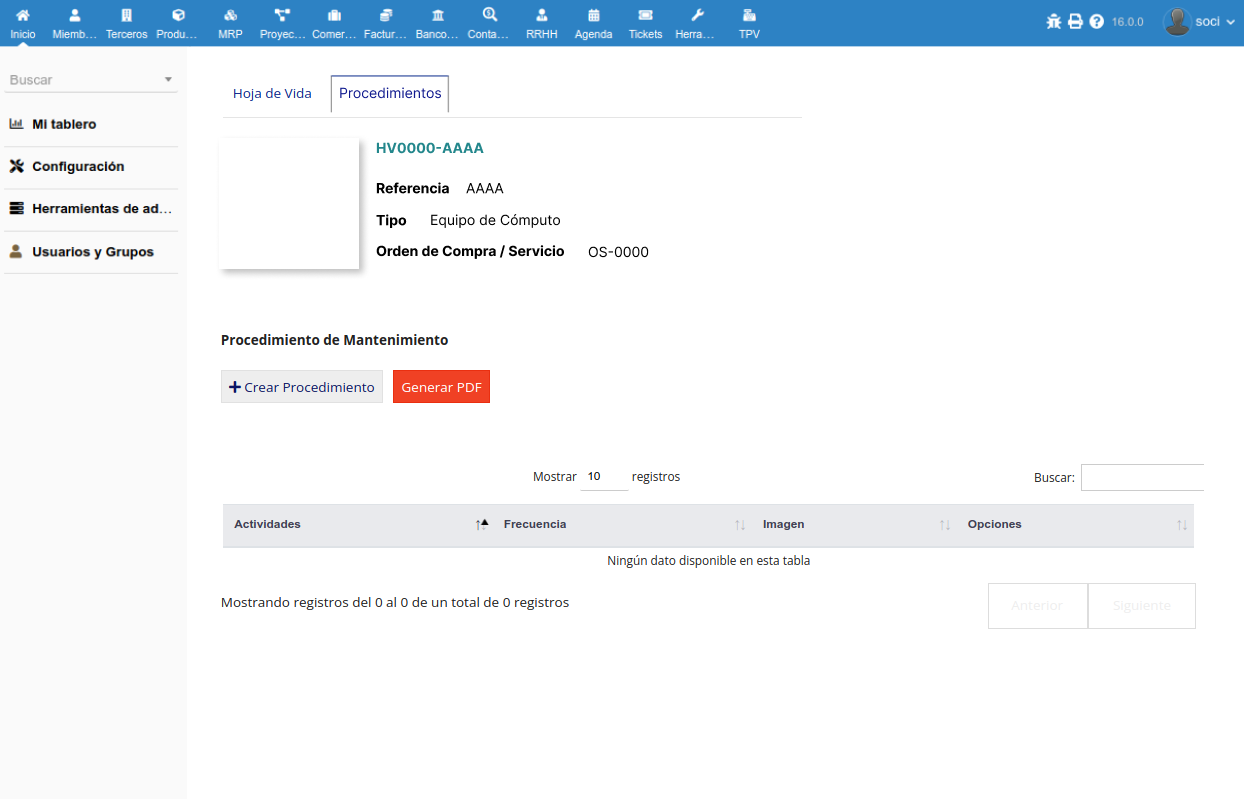 Inicio Miemb... Terceros Produ... MRP Proyec... Comer... Factur... Banco... Conta... RRHH Agenda Tickets Herra... TPV 16.0.0 soci
Buscar
Mi tablero
Configuración
Herramientas de ad...
Usuarios y Grupos
Hoja de Vida Procedimientos
HV0000-AAAA
Referencia AAAA
Tipo Equipo de Cómputo
Orden de Compra / Servicio OS-0000
Procedimiento de Mantenimiento
Crear Procedimiento Generar PDF
Mostrar 10 registros Buscar:
Actividades Frecuencia Imagen Opciones
Ningún dato disponible en esta tabla
Mostrando registros del 0 al 0 de un total de 0 registros
Anterior Siguiente